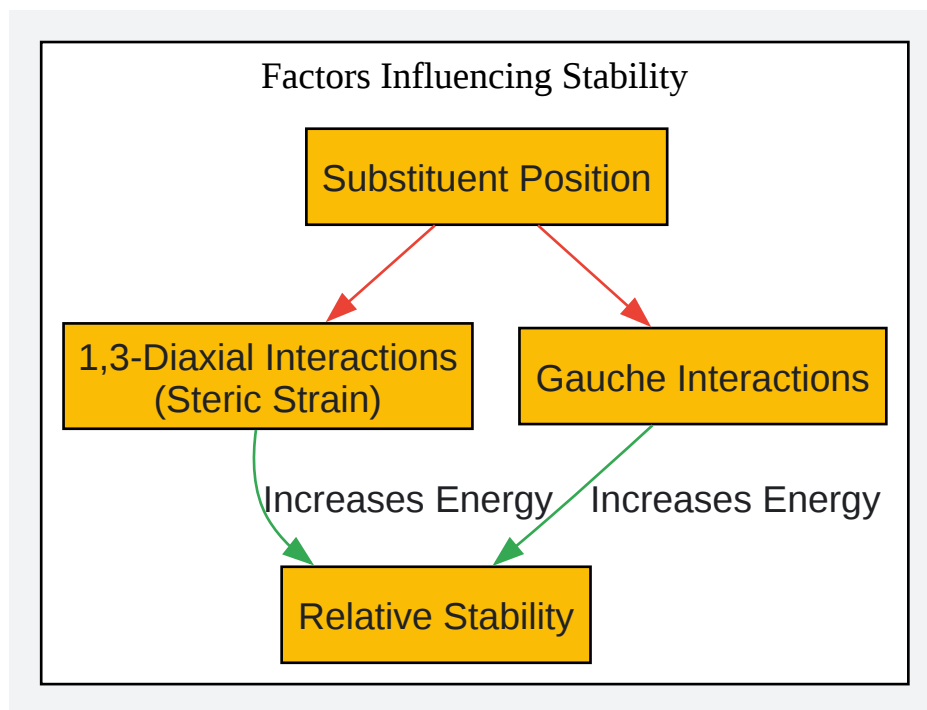 Factors Influencing Stability
Substituent Position
1,3-Diaxial Interactions
(Steric Strain)
Gauche Interactions
Increases Energy
Increases Energy
Relative Stability